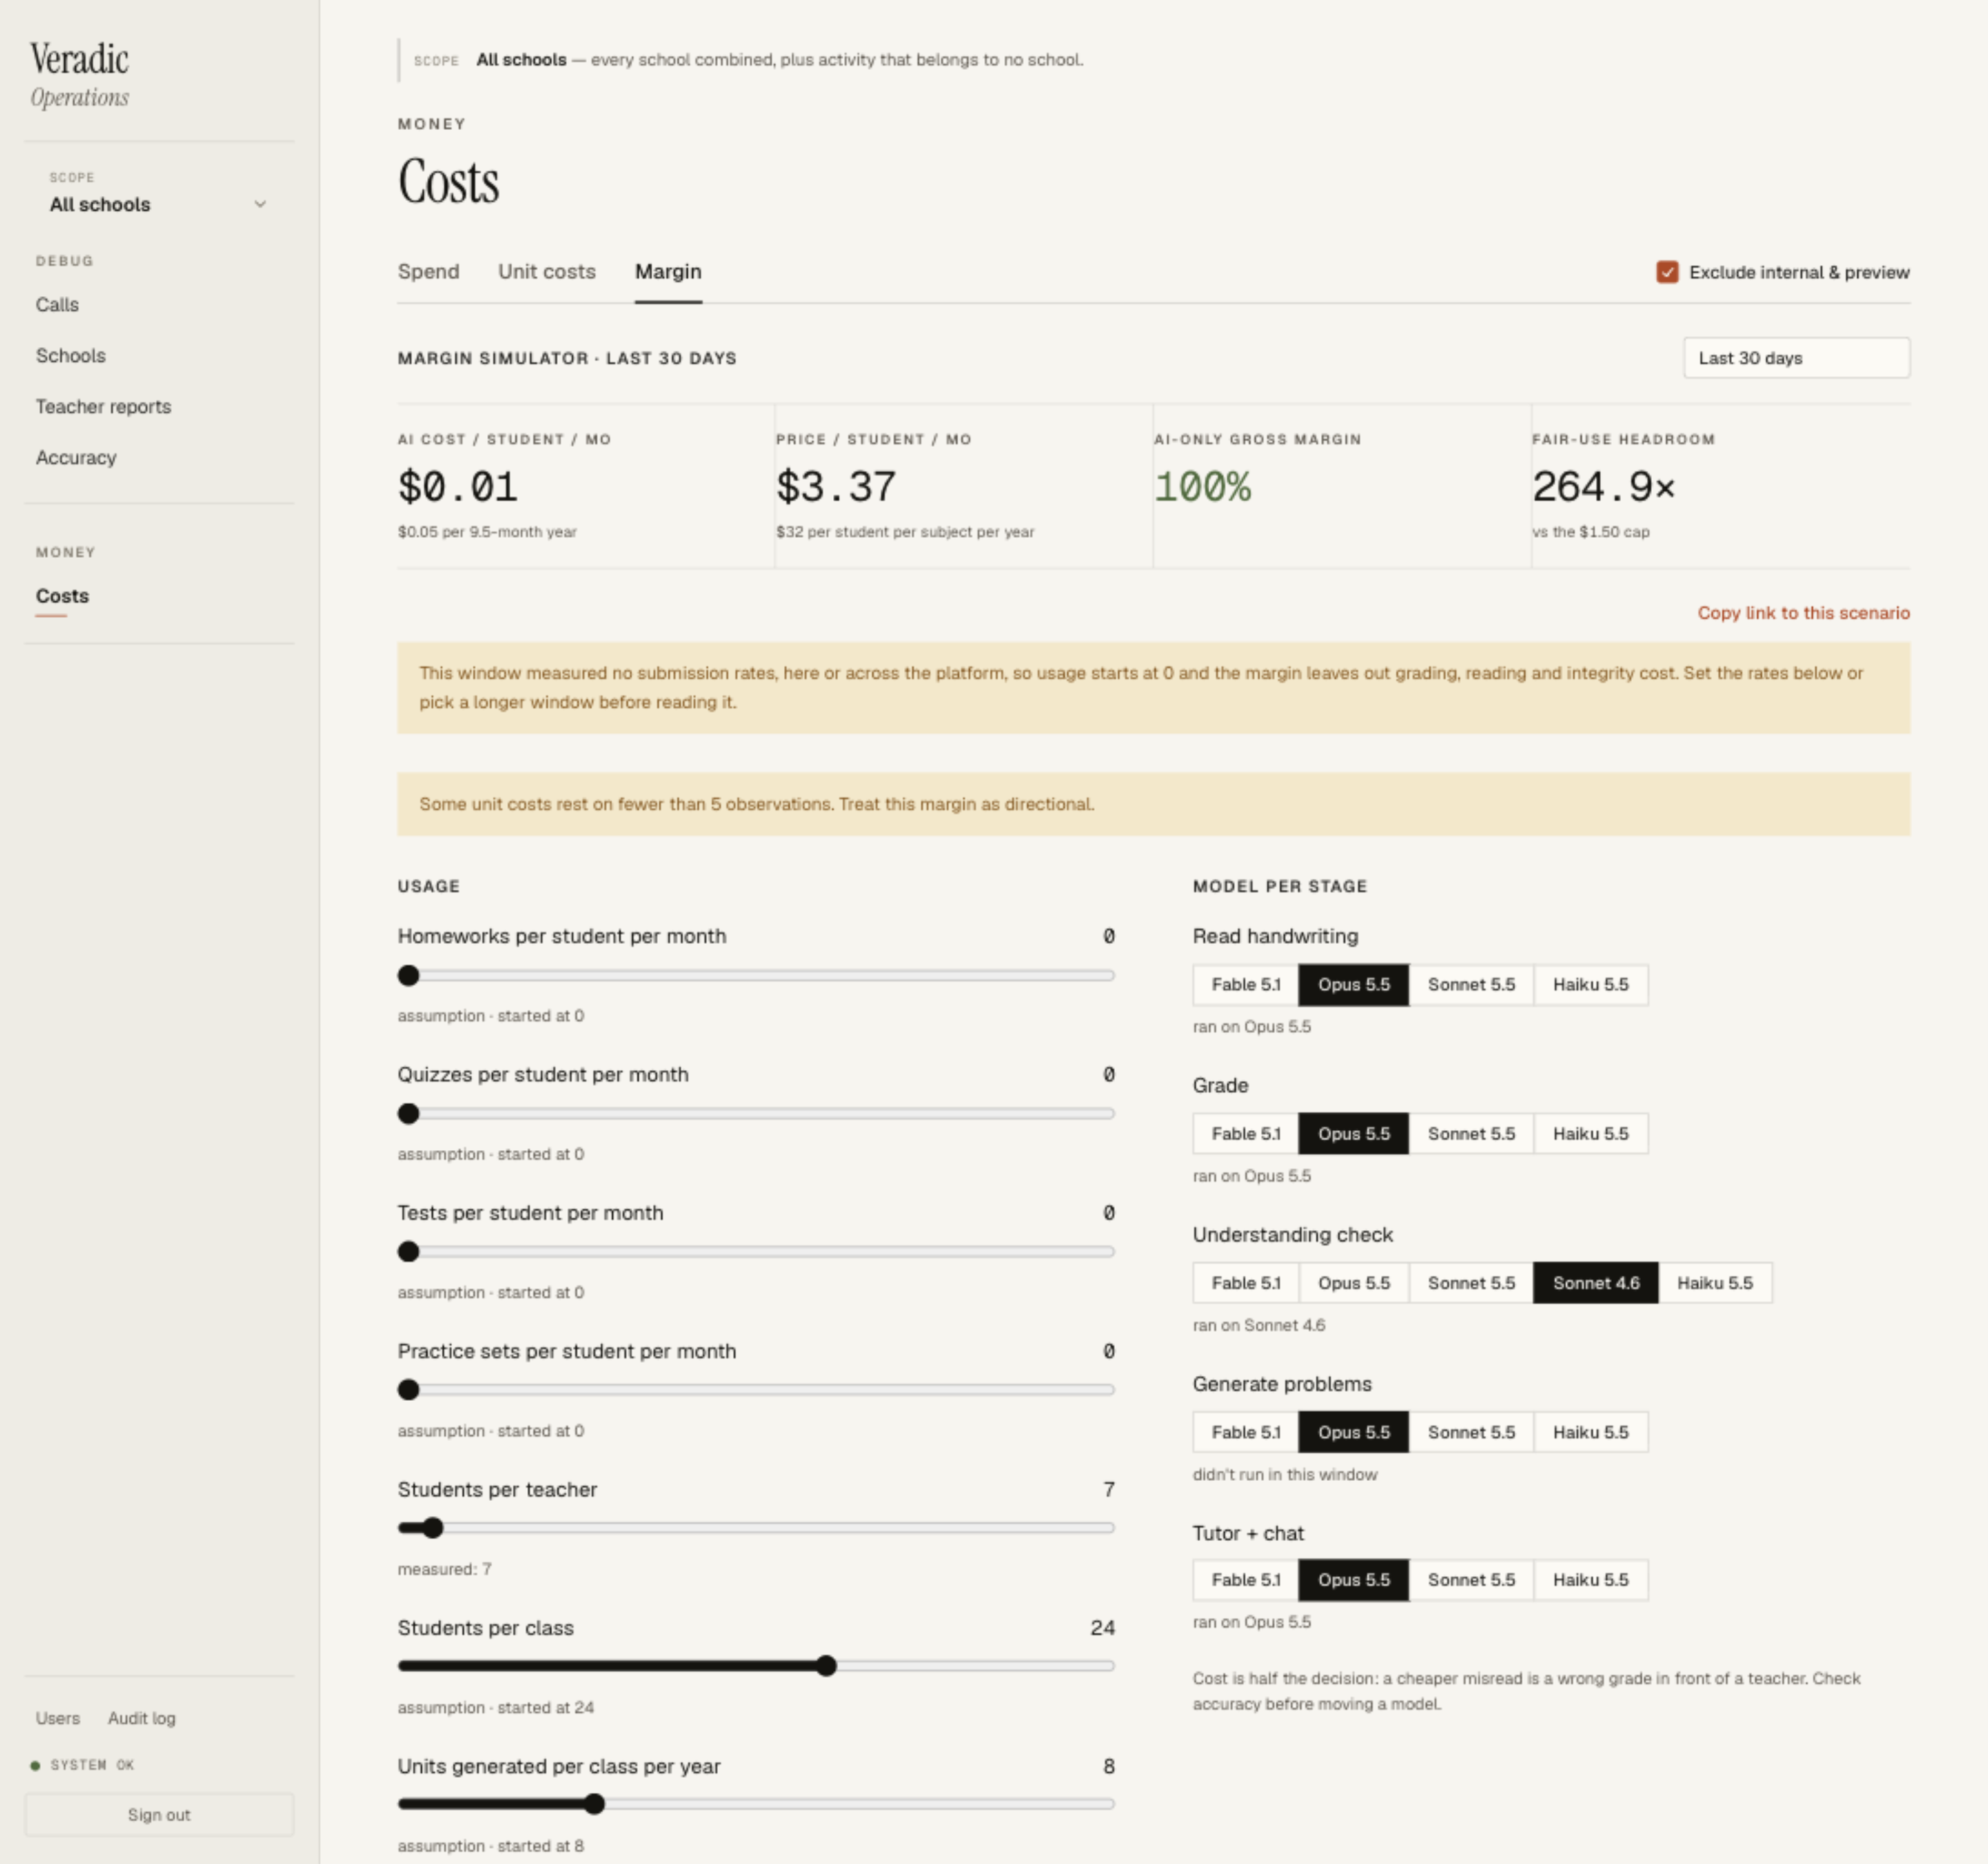 Veradic
Operations
SCOPE
All schools
DEBUG
Calls
Schools
Teacher reports
Accuracy
MONEY
Costs
Users Audit log
SYSTEM OK
Sign out
SCOPE All schools — every school combined, plus activity that belongs to no school.
MONEY
Costs
Spend Unit costs Margin Exclude internal & preview
MARGIN SIMULATOR · LAST 30 DAYS Last 30 days
AI COST / STUDENT / MO
$0.01
$0.05 per 9.5-month year
PRICE / STUDENT / MO
$3.37
$32 per student per subject per year
AI-ONLY GROSS MARGIN
100%
FAIR-USE HEADROOM
264.9×
vs the $1.50 cap
Copy link to this scenario
This window measured no submission rates, here or across the platform, so usage starts at 0 and the margin leaves out grading, reading and integrity cost. Set the rates below or
pick a longer window before reading it.
Some unit costs rest on fewer than 5 observations. Treat this margin as directional.
USAGE
Homeworks per student per month 0
assumption · started at 0
Quizzes per student per month 0
assumption · started at 0
Tests per student per month 0
assumption · started at 0
Practice sets per student per month 0
assumption · started at 0
Students per teacher 7
measured: 7
Students per class 24
assumption · started at 24
Units generated per class per year 8
assumption · started at 8
MODEL PER STAGE
Read handwriting
Fable 5.1 Opus 5.5 Sonnet 5.5 Haiku 5.5
ran on Opus 5.5
Grade
Fable 5.1 Opus 5.5 Sonnet 5.5 Haiku 5.5
ran on Opus 5.5
Understanding check
Fable 5.1 Opus 5.5 Sonnet 5.5 Sonnet 4.6 Haiku 5.5
ran on Sonnet 4.6
Generate problems
Fable 5.1 Opus 5.5 Sonnet 5.5 Haiku 5.5
didn't run in this window
Tutor + chat
Fable 5.1 Opus 5.5 Sonnet 5.5 Haiku 5.5
ran on Opus 5.5
Cost is half the decision: a cheaper misread is a wrong grade in front of a teacher. Check
accuracy before moving a model.